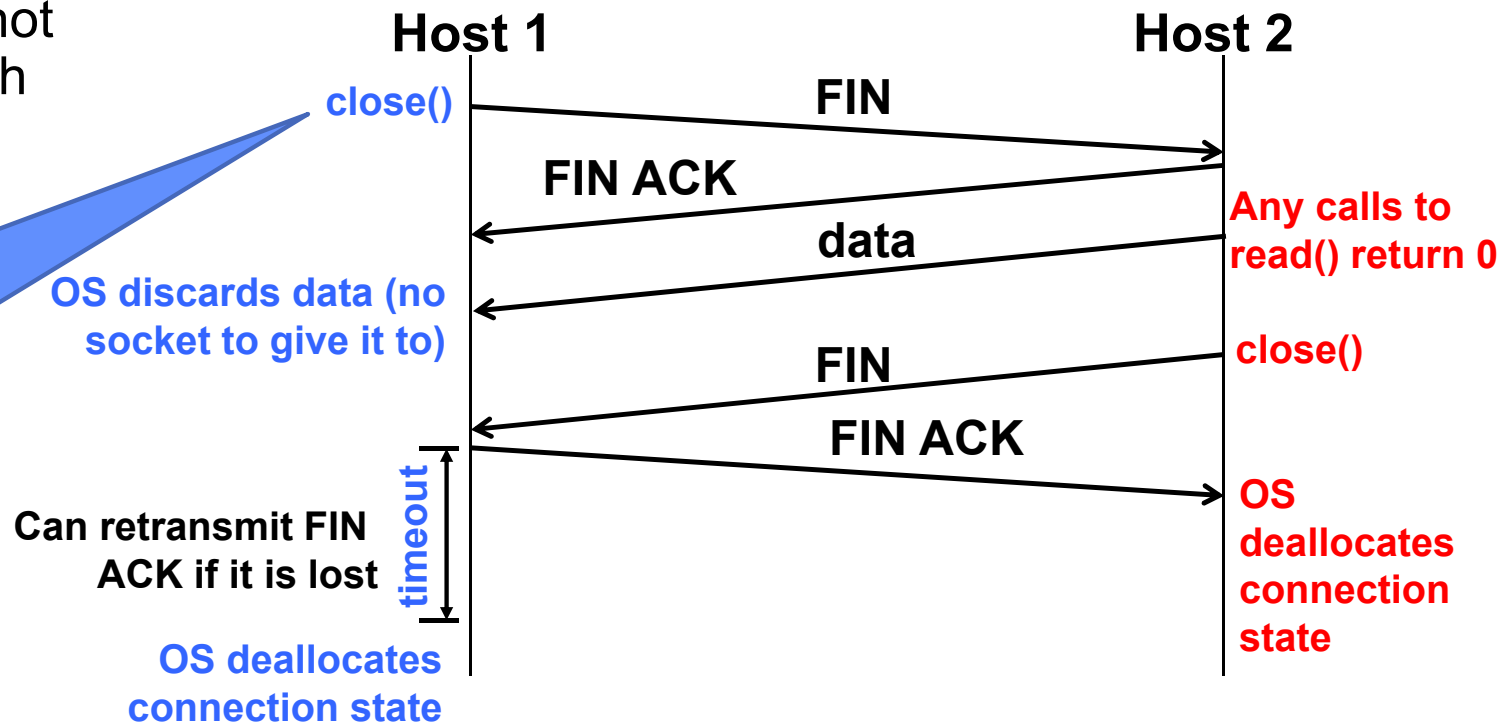 not
h
Host 1
Host 2
close()
FIN
FIN ACK
Any calls to
read() return 0
data
OS discards data (no
socket to give it to)
close()
FIN
FIN ACK
timeout
Can retransmit FIN
ACK if it is lost
OS
deallocates
connection
state
OS deallocates
connection state